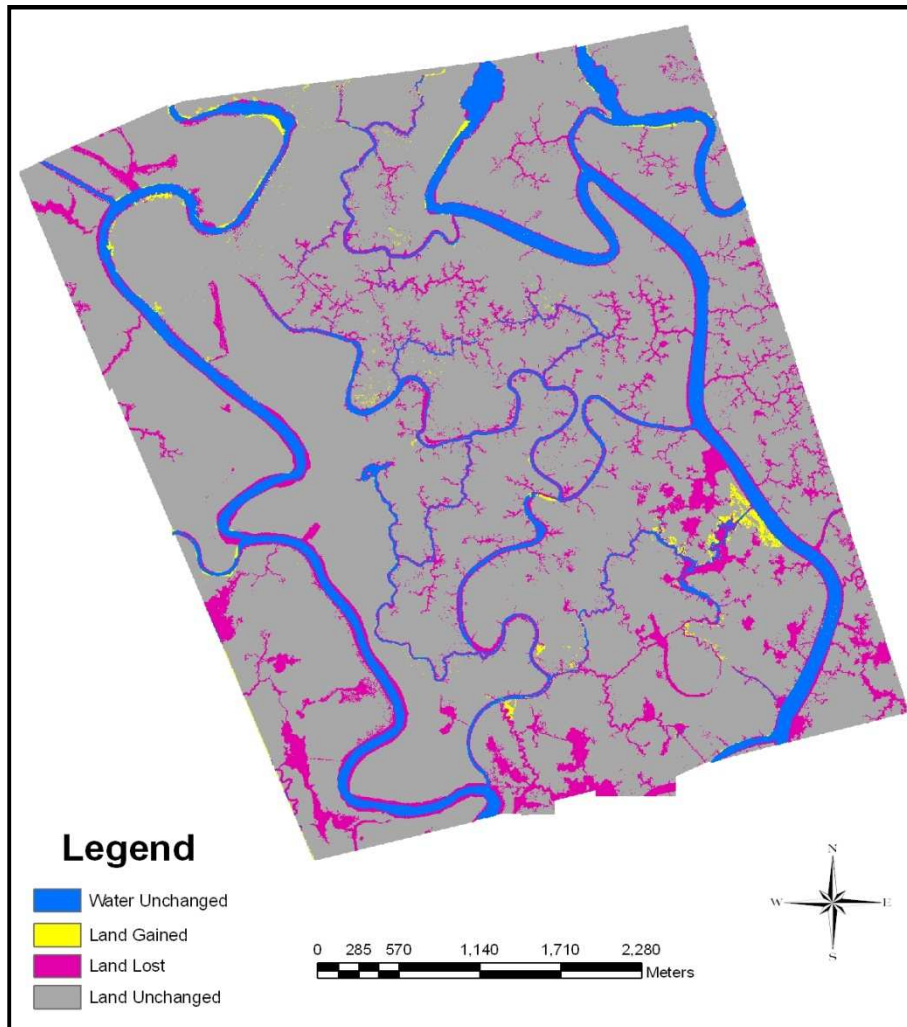 Legend
Water Unchanged
Land Gained
Land Lost
Land Unchanged
0 285 570 1,140 1,710 2,280
Meters
N
W E
S